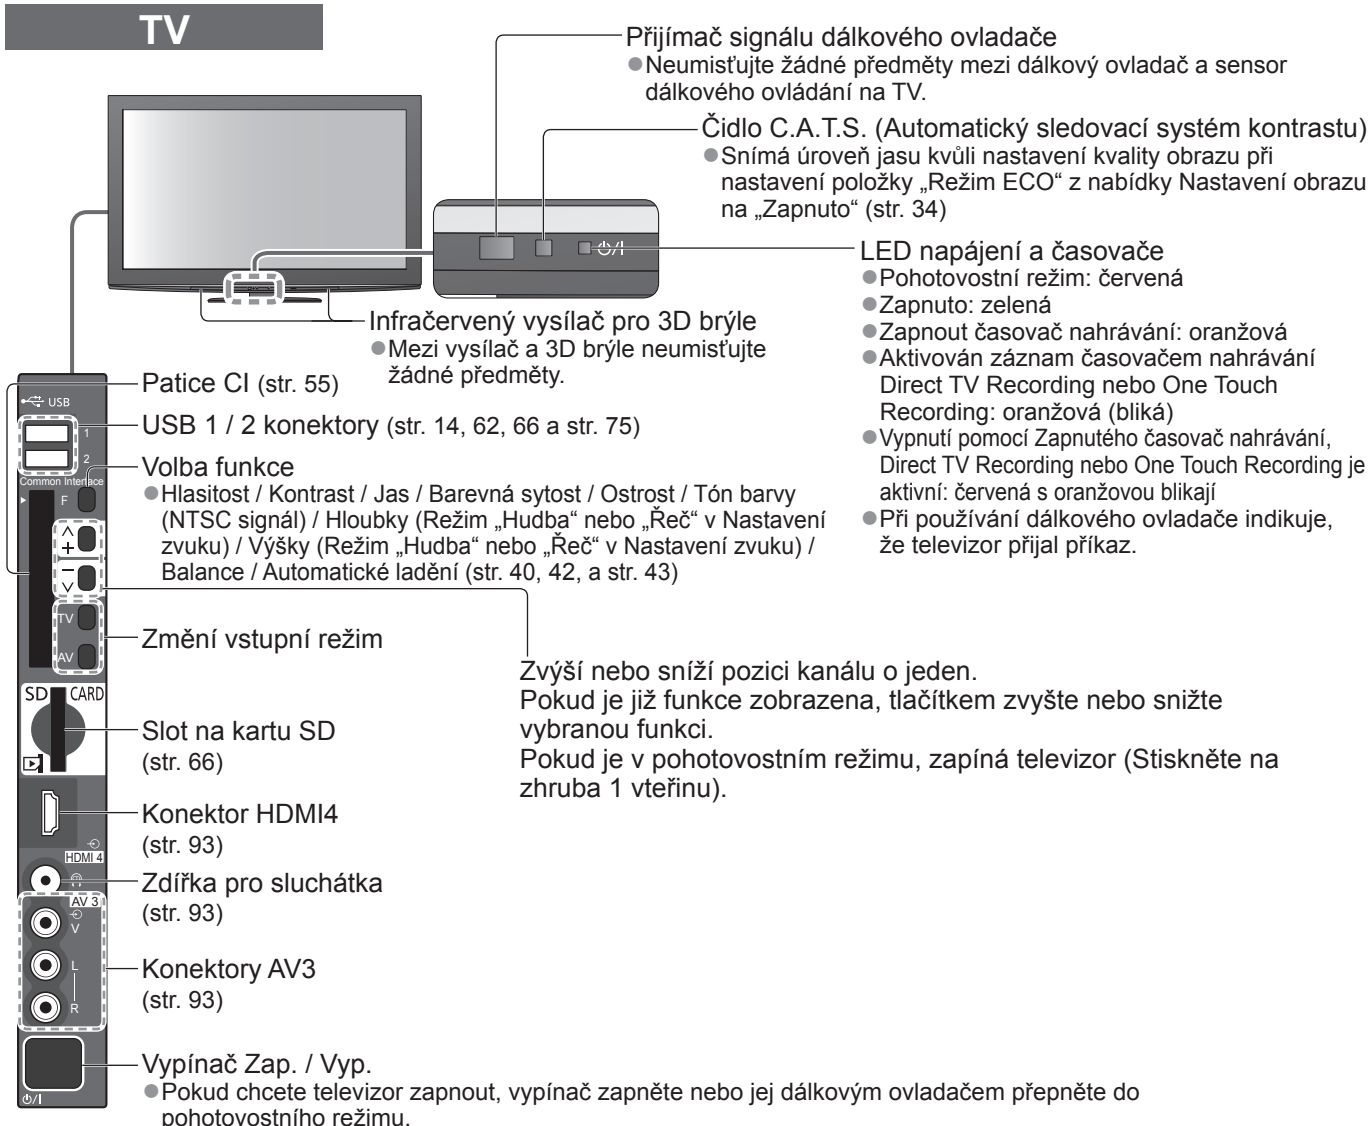 TV
Přijímač signálu dálkového ovladače
●Neumisťujte žádné předměty mezi dálkový ovladač a sensor
dálkového ovládání na TV.
Čidlo C.A.T.S. (Automatický sledovací systém kontrastu)
●Snímá úroveň jasu kvůli nastavení kvality obrazu při
nastavení položky „Režim ECO“ z nabídky Nastavení obrazu
na „Zapnuto“ (str. 34)
LED napájení a časovače
●Pohotovostní režim: červená
●Zapnuto: zelená
●Zapnout časovač nahrávání: oranžová
●Aktivován záznam časovačem nahrávání
Direct TV Recording nebo One Touch
Recording: oranžová (bliká)
●Vypnutí pomocí Zapnutého časovač nahrávání,
Direct TV Recording nebo One Touch Recording je
aktivní: červená s oranžovou blikají
●Při používání dálkového ovladače indikuje,
že televizor přijal příkaz.
Infračervený vysílač pro 3D brýle
●Mezi vysílač a 3D brýle neumisťujte
žádné předměty.
Patice CI (str. 55)
USB 1 / 2 konektory (str. 14, 62, 66 a str. 75)
Volba funkce
●Hlasitost / Kontrast / Jas / Barevná sytost / Ostrost / Tón barvy
(NTSC signál) / Hloubky (Režim „Hudba“ nebo „Řeč“ v Nastavení
zvuku) / Výšky (Režim „Hudba“ nebo „Řeč“ v Nastavení zvuku) /
Balance / Automatické ladění (str. 40, 42, a str. 43)
Změní vstupní režim
Zvýší nebo sníží pozici kanálu o jeden.
Pokud je již funkce zobrazena, tlačítkem zvyšte nebo snižte
vybranou funkci.
Pokud je v pohotovostním režimu, zapíná televizor (Stiskněte na
zhruba 1 vteřinu).
Slot na kartu SD
(str. 66)
Konektor HDMI4
(str. 93)
Zdířka pro sluchátka
(str. 93)
Konektory AV3
(str. 93)
Vypínač Zap. / Vyp.
●Pokud chcete televizor zapnout, vypínač zapněte nebo jej dálkovým ovladačem přepněte do
pohotovostního režimu.
USB
1
2
Common Interface
F
+
−
TV
AV
SD CARD
HDMI 4
AV 3
V
L
R